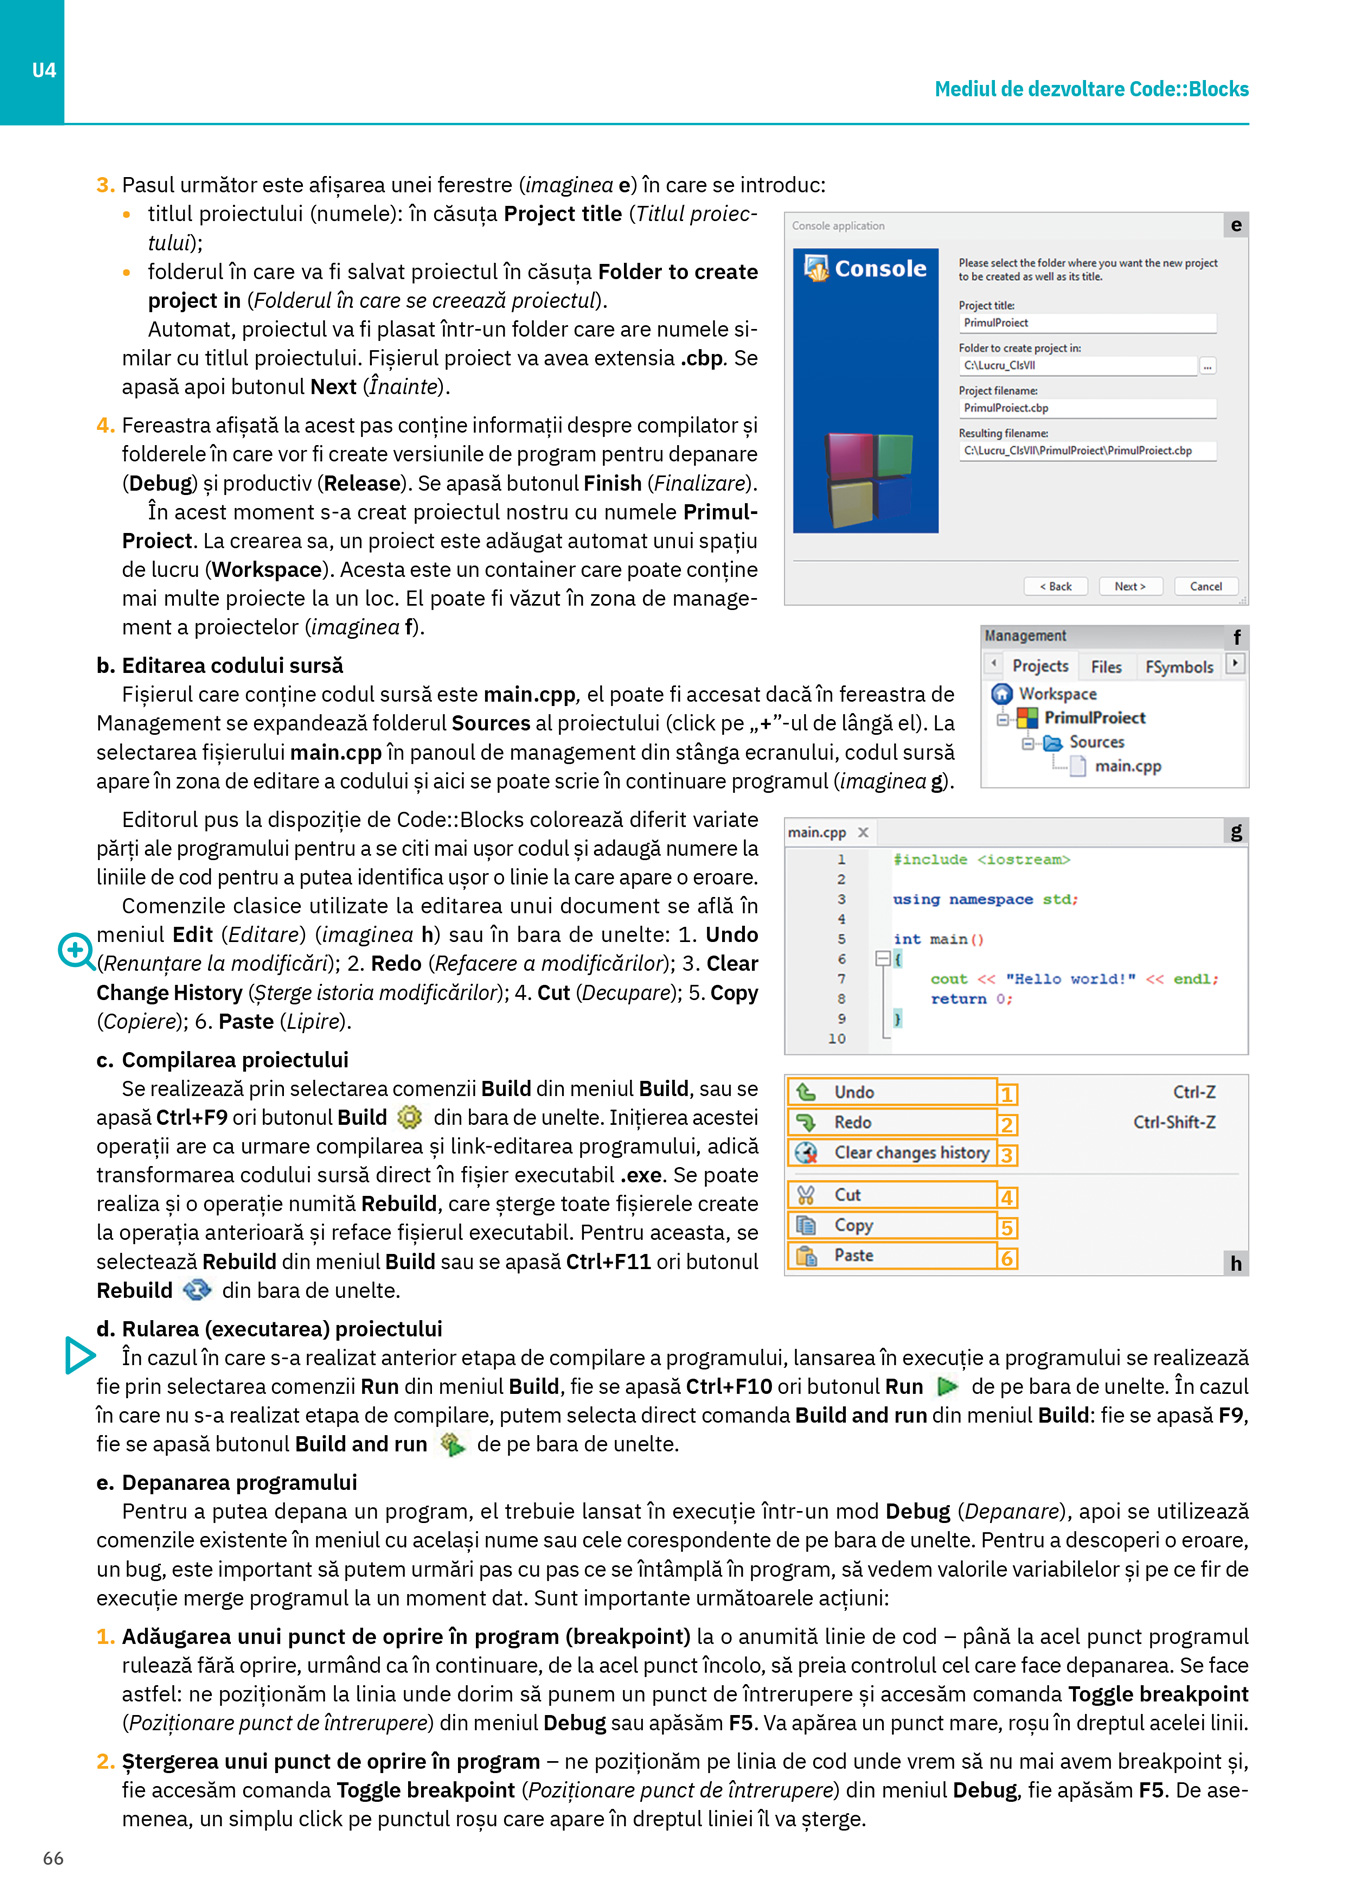 U4
Mediul de dezvoltare Code::Blocks
3. Pasul următor este afișarea unei ferestre (imaginea e) în care se introduc:
• titlul proiectului (numele): în căsuța Project title (Titlul proiec-
tului);
• folderul în care va fi salvat proiectul în căsuța Folder to create
project in (Folderul în care se creează proiectul).
Automat, proiectul va fi plasat într-un folder care are numele si-
milar cu titlul proiectului. Fișierul proiect va avea extensia .cbp. Se
apasă apoi butonul Next (Înainte).
4. Fereastra afișată la acest pas conține informații despre compilator și
folderele în care vor fi create versiunile de program pentru depanare
(Debug) și productiv (Release). Se apasă butonul Finish (Finalizare).
În acest moment s-a creat proiectul nostru cu numele Primul-
Proiect. La crearea sa, un proiect este adăugat automat unui spațiu
de lucru (Workspace). Acesta este un container care poate conține
mai multe proiecte la un loc. El poate fi văzut în zona de manage-
ment a proiectelor (imaginea f).
Console application
e
Console
Please select the folder where you want the new project
to be created as well as its title.
Project title:
PrimulProiect
Folder to create project in:
C:\Lucru_ClsVII
...
Project filename:
PrimulProiect.cbp
Resulting filename:
C:\Lucru_ClsVII\PrimulProiect\PrimulProiect.cbp
< Back
Next >
Cancel
b. Editarea codului sursă
Fișierul care conține codul sursă este main.cpp, el poate fi accesat dacă în fereastra de
Management se expandează folderul Sources al proiectului (click pe „+”-ul de lângă el). La
selectarea fișierului main.cpp în panoul de management din stânga ecranului, codul sursă
apare în zona de editare a codului și aici se poate scrie în continuare programul (imaginea g).
Management
f
Projects
Files
FSymbols
Workspace
PrimulProiect
Sources
main.cpp
Editorul pus la dispoziție de Code::Blocks colorează diferit variate
părți ale programului pentru a se citi mai ușor codul și adaugă numere la
liniile de cod pentru a putea identifica ușor o linie la care apare o eroare.
Comenzile clasice utilizate la editarea unui document se află în
meniul Edit (Editare) (imaginea h) sau în bara de unelte: 1. Undo
(Renunțare la modificări); 2. Redo (Refacere a modificărilor); 3. Clear
Change History (Șterge istoria modificărilor); 4. Cut (Decupare); 5. Copy
(Copiere); 6. Paste (Lipire).
main.cpp X
g
1 #include <iostream>
2
3 using namespace std;
4
5 int main()
6 {
7 cout << "Hello world!" << endl;
8 return 0;
9 }
10
c. Compilarea proiectului
Se realizează prin selectarea comenzii Build din meniul Build, sau se
apasă Ctrl+F9 ori butonul Build din bara de unelte. Inițierea acestei
operații are ca urmare compilarea și link-editarea programului, adică
transformarea codului sursă direct în fișier executabil .exe. Se poate
realiza și o operație numită Rebuild, care șterge toate fișierele create
la operația anterioară și reface fișierul executabil. Pentru aceasta, se
selectează Rebuild din meniul Build sau se apasă Ctrl+F11 ori butonul
Rebuild din bara de unelte.
Undo 1 Ctrl-Z
Redo 2 Ctrl-Shift-Z
Clear changes history 3
Cut 4
Copy 5
Paste 6
h
d. Rularea (executarea) proiectului
În cazul în care s-a realizat anterior etapa de compilare a programului, lansarea în execuție a programului se realizează
fie prin selectarea comenzii Run din meniul Build, fie se apasă Ctrl+F10 ori butonul Run de pe bara de unelte. În cazul
în care nu s-a realizat etapa de compilare, putem selecta direct comanda Build and run din meniul Build: fie se apasă F9,
fie se apasă butonul Build and run de pe bara de unelte.
e. Depanarea programului
Pentru a putea depana un program, el trebuie lansat în execuție într-un mod Debug (Depanare), apoi se utilizează
comenzile existente în meniul cu același nume sau cele corespondente de pe bara de unelte. Pentru a descoperi o eroare,
un bug, este important să putem urmări pas cu pas ce se întâmplă în program, să vedem valorile variabilelor și pe ce fir de
execuție merge programul la un moment dat. Sunt importante următoarele acțiuni:
1. Adăugarea unui punct de oprire în program (breakpoint) la o anumită linie de cod – până la acel punct programul
rulează fără oprire, urmând ca în continuare, de la acel punct încolo, să preia controlul cel care face depanarea. Se face
astfel: ne poziționăm la linia unde dorim să punem un punct de întrerupere și accesăm comanda Toggle breakpoint
(Poziționare punct de întrerupere) din meniul Debug sau apăsăm F5. Va apărea un punct mare, roșu în dreptul acelei linii.
2. Ștergerea unui punct de oprire în program – ne poziționăm pe linia de cod unde vrem să nu mai avem breakpoint și,
fie accesăm comanda Toggle breakpoint (Poziționare punct de întrerupere) din meniul Debug, fie apăsăm F5. De ase-
menea, un simplu click pe punctul roșu care apare în dreptul liniei îl va șterge.
66